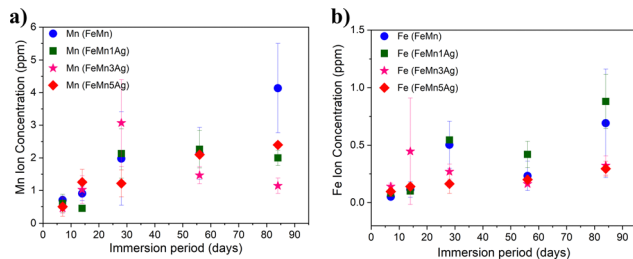 a)
Mn Ion Concentration (ppm)
6
5
4
3
2
1
0
Mn (FeMn)
Mn (FeMn1Ag)
Mn (FeMn3Ag)
Mn (FeMn5Ag)
0 10 20 30 40 50 60 70 80 90
Immersion period (days)
b)
Fe Ion Concentration (ppm)
1.5
1.0
0.5
0.0
Fe (FeMn)
Fe (FeMn1Ag)
Fe (FeMn3Ag)
Fe (FeMn5Ag)
0 10 20 30 40 50 60 70 80 90
Immersion period (days)